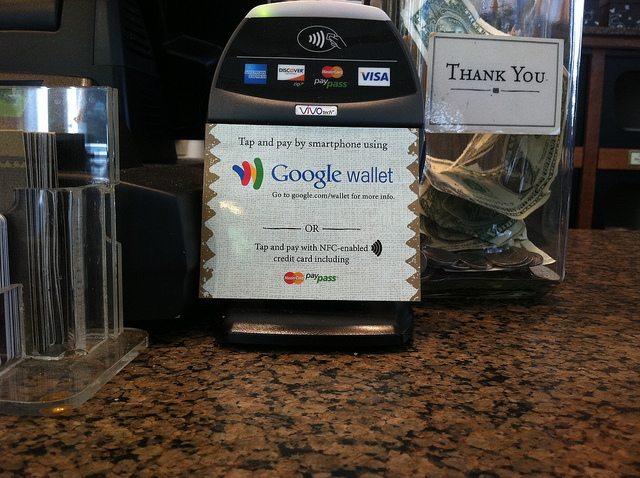 AMERICAN EXPRESS
DISCOVER
zip
MasterCard
paypass
VISA
VIVOtech
THANK YOU
Tap and pay by smartphone using
Google wallet
Go to google.com/wallet for more info.
OR
Tap and pay with NFC-enabled
credit card including
MasterCard
paypass